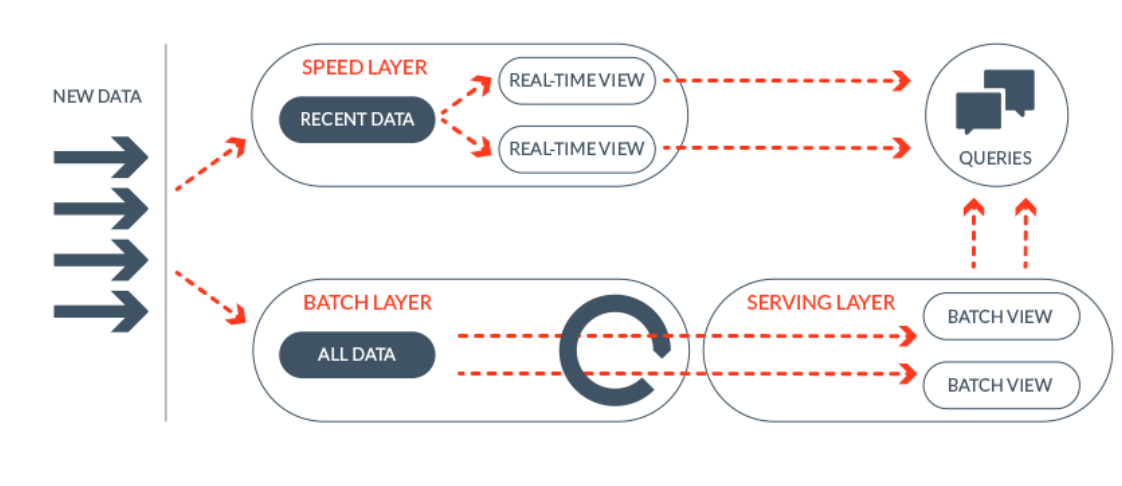 NEW DATA
SPEED LAYER
RECENT DATA
REAL-TIME VIEW
REAL-TIME VIEW
QUERIES
BATCH LAYER
ALL DATA
SERVING LAYER
BATCH VIEW
BATCH VIEW